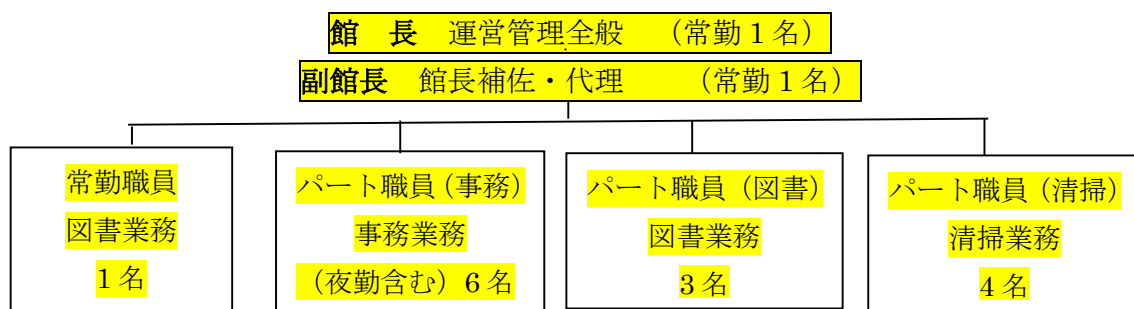 館　長　運営管理全般　（常勤1名）
副館長　館長補佐・代理　　（常勤1名）
常勤職員
図書業務
1名
パート職員（事務）
事務業務
（夜勤含む）6名
パート職員（図書）
図書業務
3名
パート職員（清掃）
清掃業務
4名